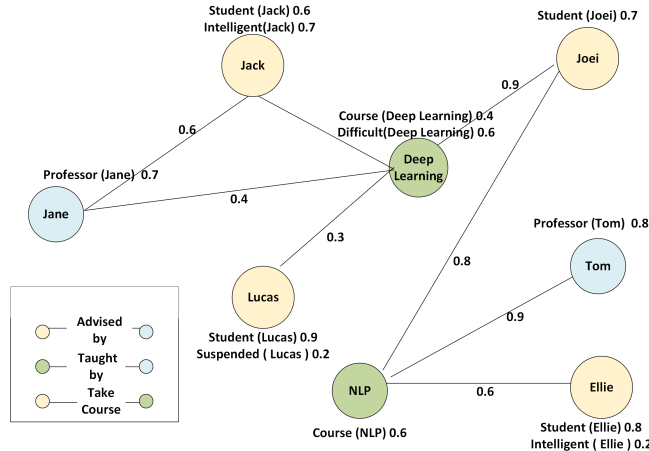 Student (Jack) 0.6
Intelligent(Jack) 0.7
Jack
Student (Joei) 0.7
Joei
0.9
Course (Deep Learning) 0.4
Difficult(Deep Learning) 0.6
Deep
Learning
0.6
Professor (Jane) 0.7
Jane
0.4
0.3
0.8
Professor (Tom) 0.8
Tom
0.9
Lucas
Student (Lucas) 0.9
Suspended ( Lucas ) 0.2
NLP
Course (NLP) 0.6
0.6
Ellie
Student (Ellie) 0.8
Intelligent ( Ellie ) 0.2
Advised
by
Taught
by
Take
Course